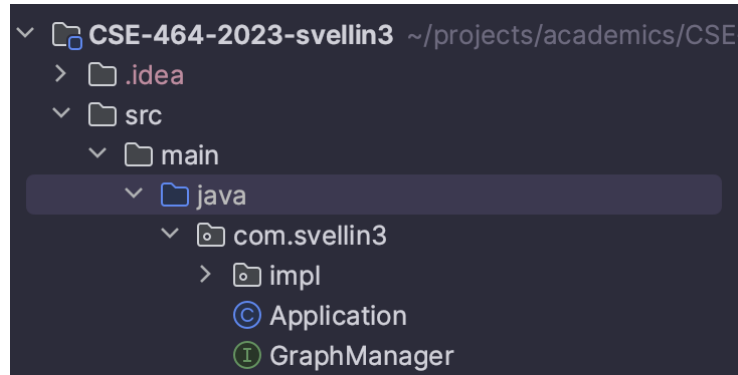 CSE-464-2023-svellin3 ~/projects/academics/CSE
.idea
src
main
java
com.svellin3
impl
C Application
I GraphManager